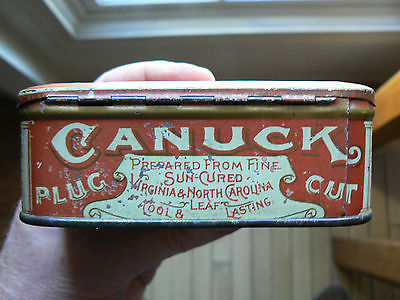 CANUCK
PLUG CUT
PREPARED FROM FINE
SUN-CURED
VIRGINIA & NORTH CAROLINA
LEAF
COOL & LASTING